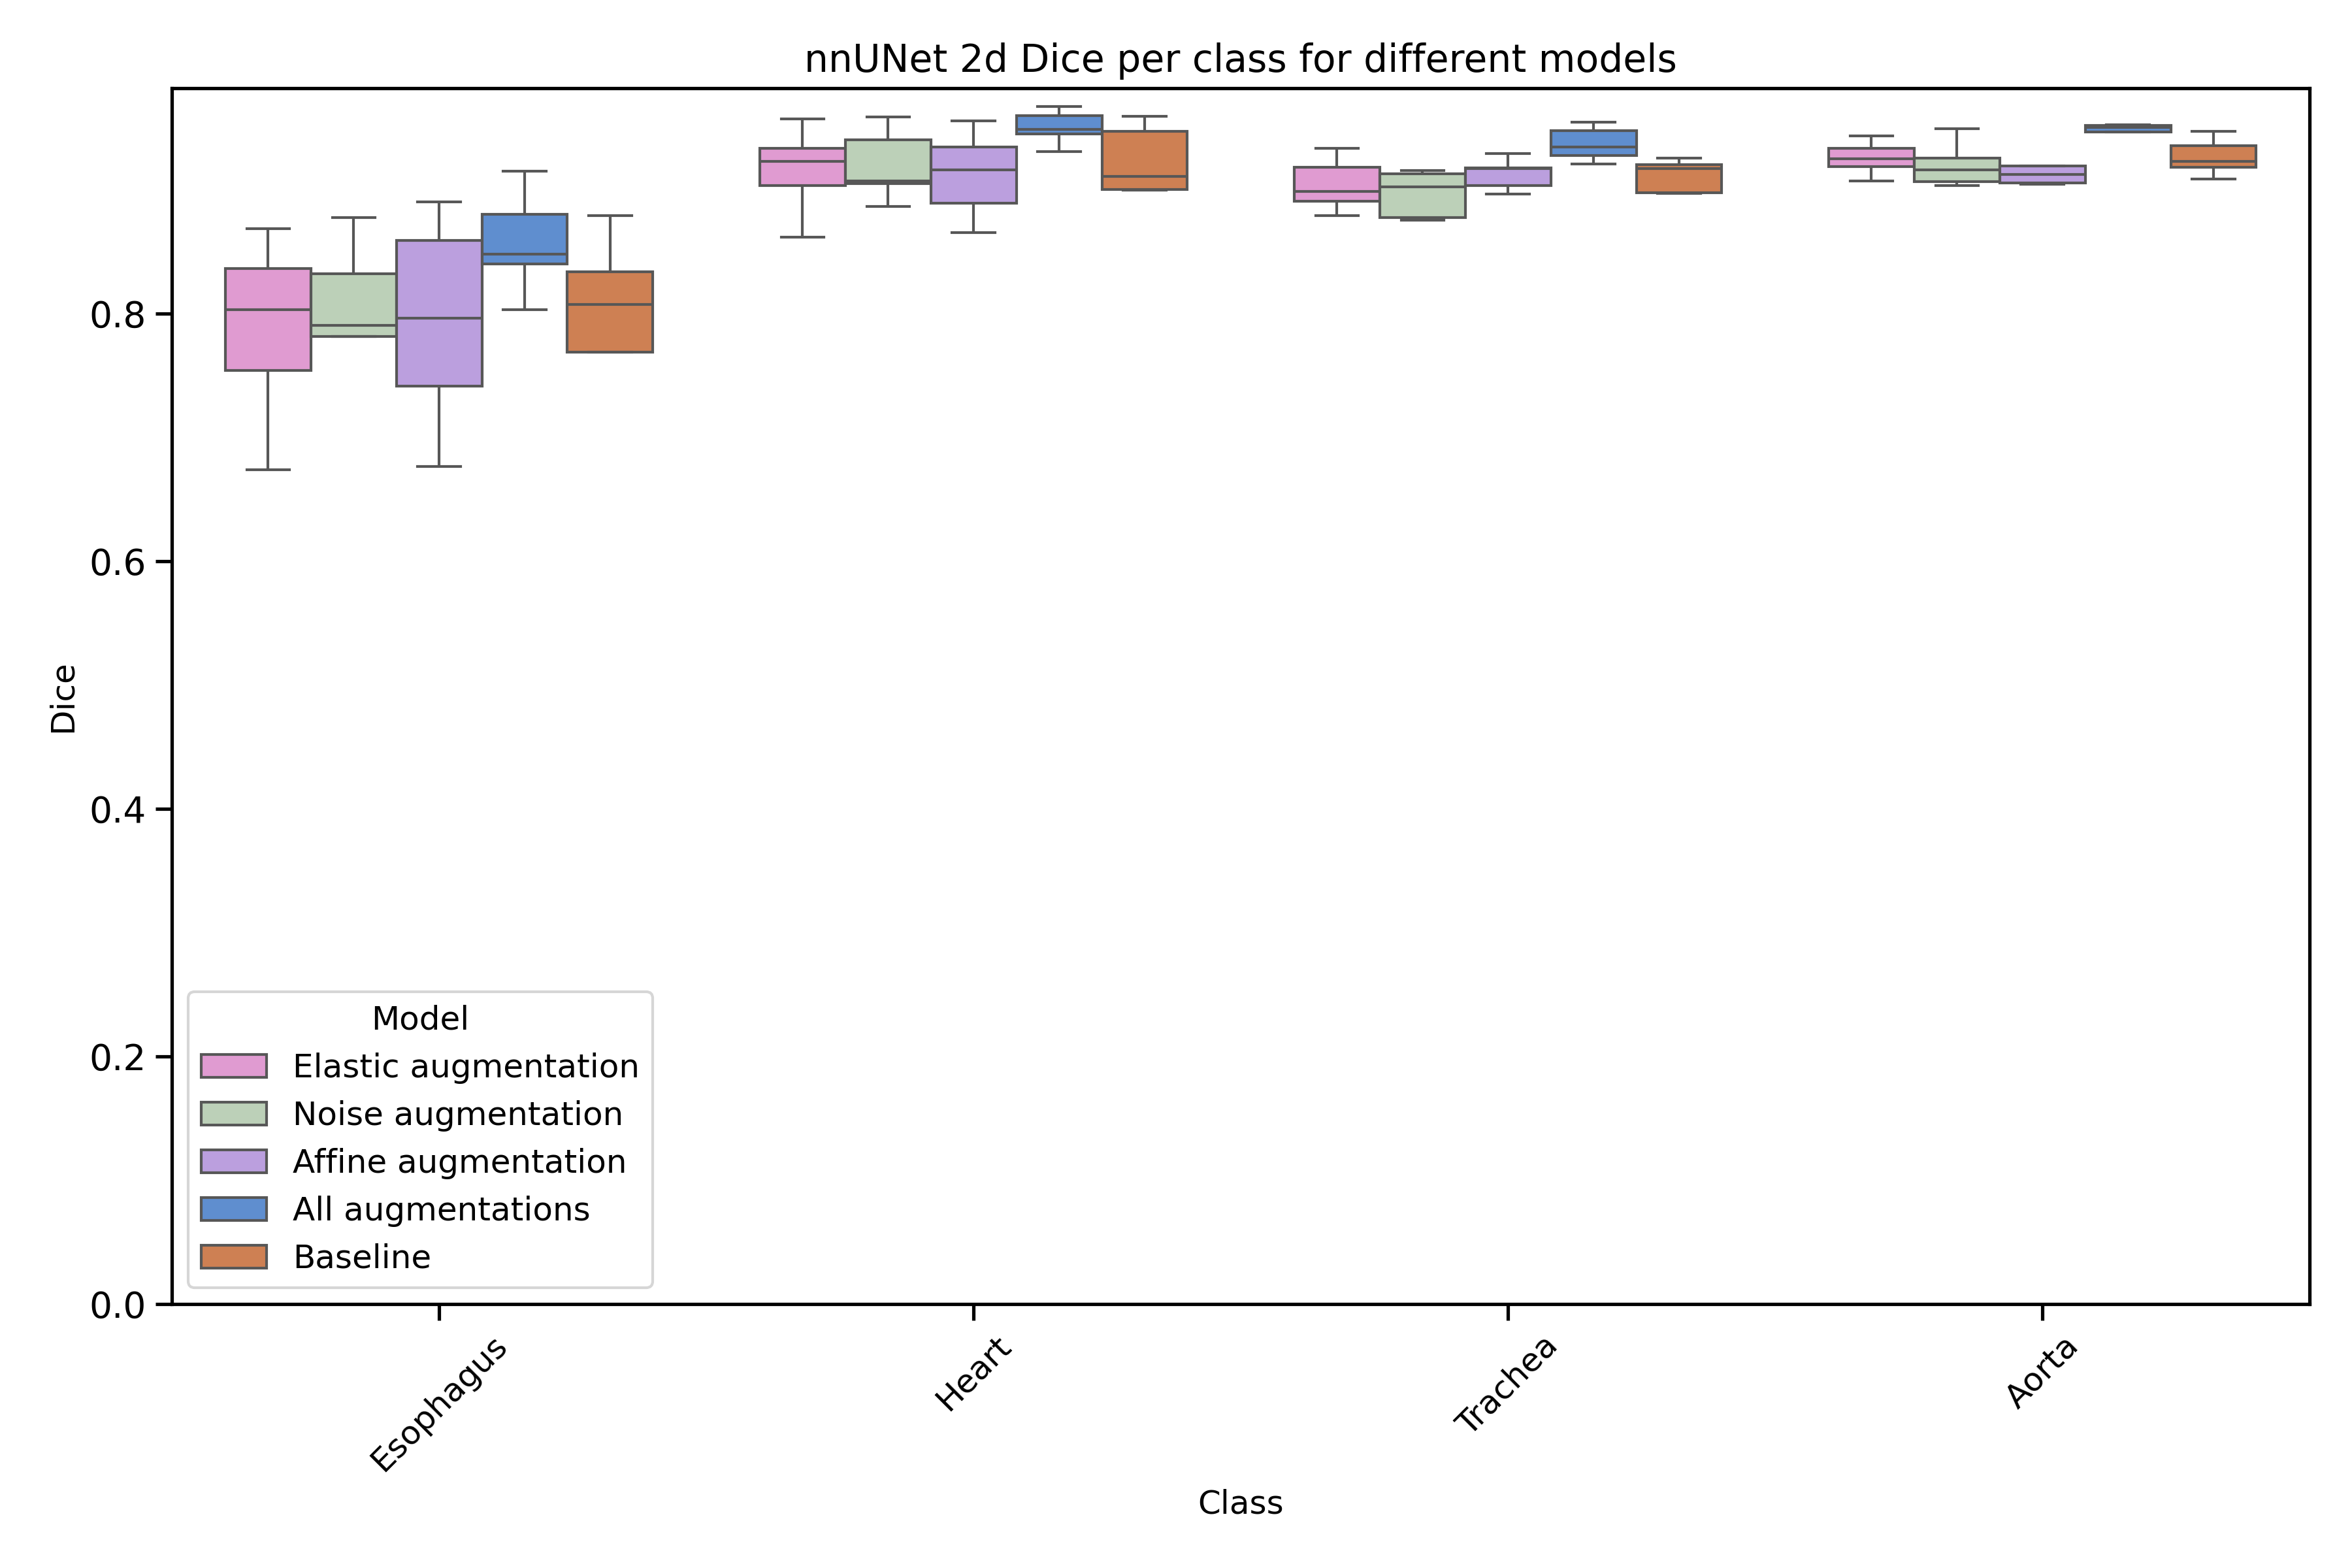 nnUNet 2d Dice per class for different models
Dice
0.8
0.6
0.4
0.2
0.0
Model
Elastic augmentation
Noise augmentation
Affine augmentation
All augmentations
Baseline
Esophagus
Heart
Trachea
Aorta
Class